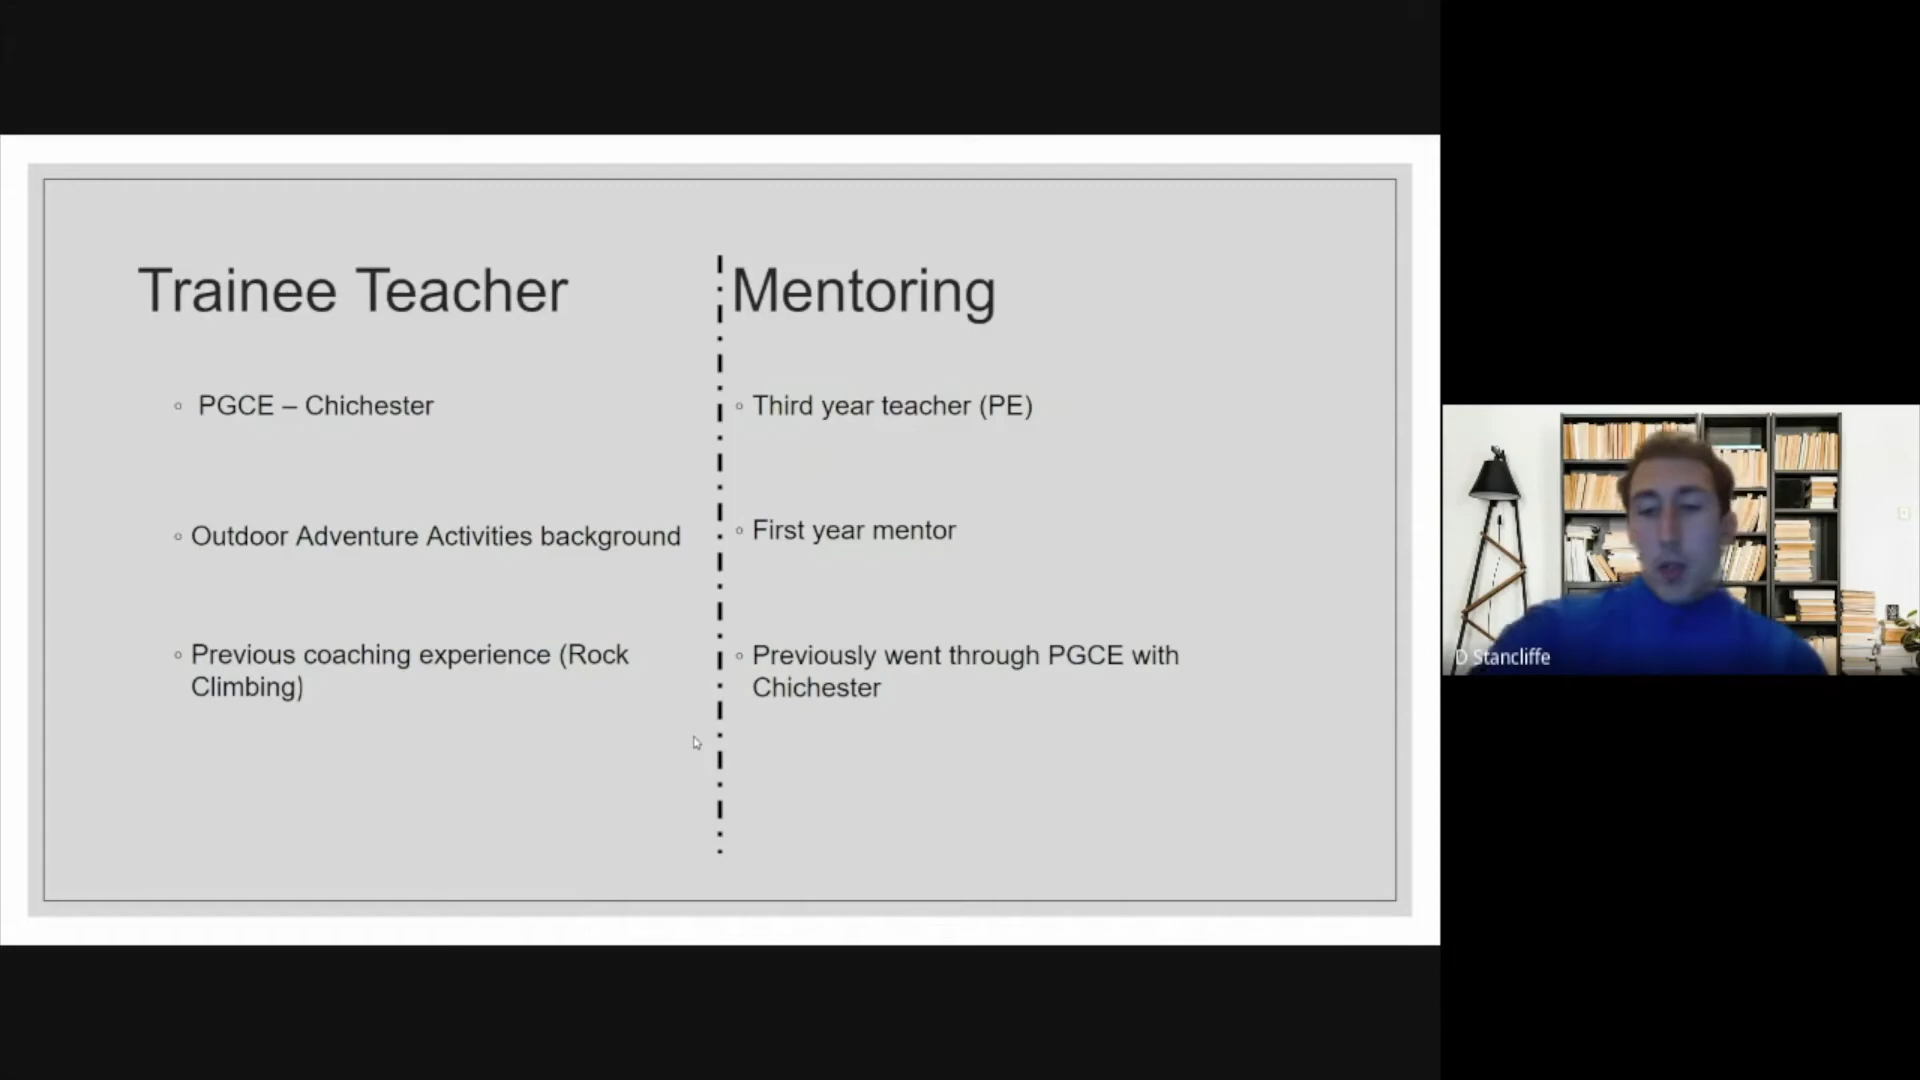 Trainee Teacher
◦ PGCE – Chichester
◦ Outdoor Adventure Activities background
◦ Previous coaching experience (Rock
Climbing)
Mentoring
◦ Third year teacher (PE)
◦ First year mentor
◦ Previously went through PGCE with
Chichester
D Stancliffe